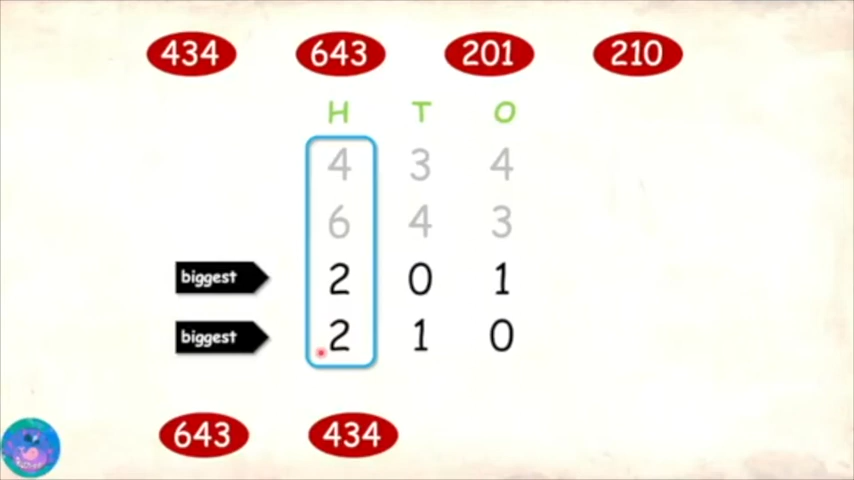 434 643 201 210
H T O
4 3 4
6 4 3
biggest 2 0 1
biggest 2 1 0
643 434